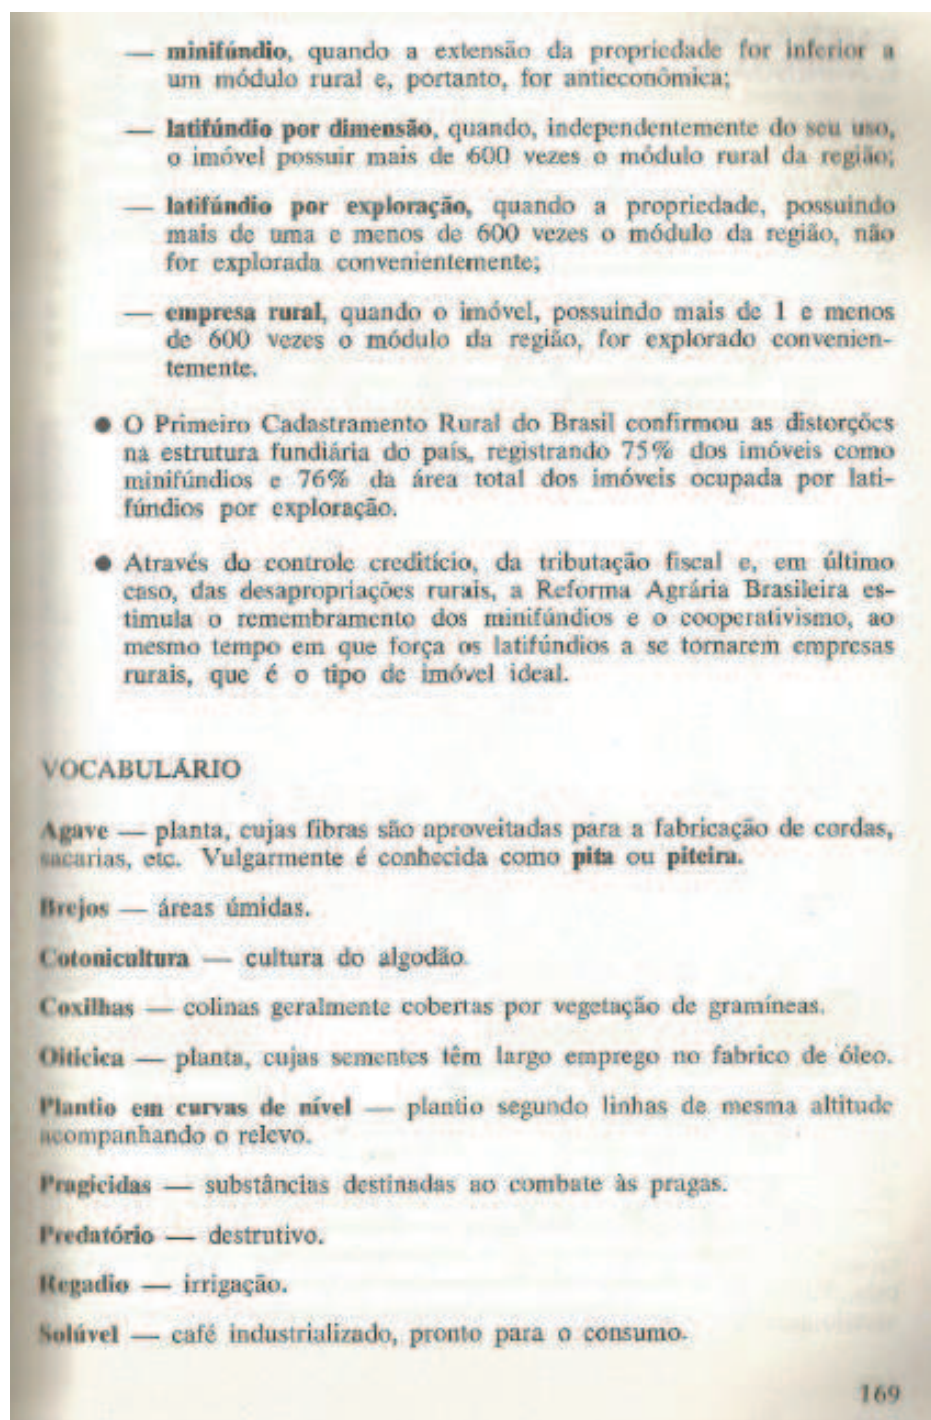 — minifúndio, quando a extensão da propriedade for inferior a
um módulo rural e, portanto, for antieconômica;
— latifúndio por dimensão, quando, independentemente do seu uso,
o imóvel possuir mais de 600 vezes o módulo rural da região;
— latifúndio por exploração, quando a propriedade, possuindo
mais de uma e menos de 600 vezes o módulo da região, não
for explorada convenientemente;
— empresa rural, quando o imóvel, possuindo mais de 1 e menos
de 600 vezes o módulo da região, for explorado convenien-
temente.
● O Primeiro Cadastramento Rural do Brasil confirmou as distorções
na estrutura fundiária do país, registrando 75% dos imóveis como
minifúndios e 76% da área total dos imóveis ocupada por lati-
fúndios por exploração.
● Através do controle creditício, da tributação fiscal e, em último
caso, das desapropriações rurais, a Reforma Agrária Brasileira es-
timula o remembramento dos minifúndios e o cooperativismo, ao
mesmo tempo em que força os latifúndios a se tornarem empresas
rurais, que é o tipo de imóvel ideal.
VOCABULÁRIO
Agave — planta, cujas fibras são aproveitadas para a fabricação de cordas,
sacarias, etc. Vulgarmente é conhecida como pita ou piteira.
Brejos — áreas úmidas.
Cotonicultura — cultura do algodão.
Coxilhas — colinas geralmente cobertas por vegetação de gramíneas.
Oiticica — planta, cujas sementes têm largo emprego no fabrico de óleo.
Plantio em curvas de nível — plantio segundo linhas de mesma altitude
acompanhando o relevo.
Pragicidas — substâncias destinadas ao combate às pragas.
Predatório — destrutivo.
Regadio — irrigação.
Solúvel — café industrializado, pronto para o consumo.
169